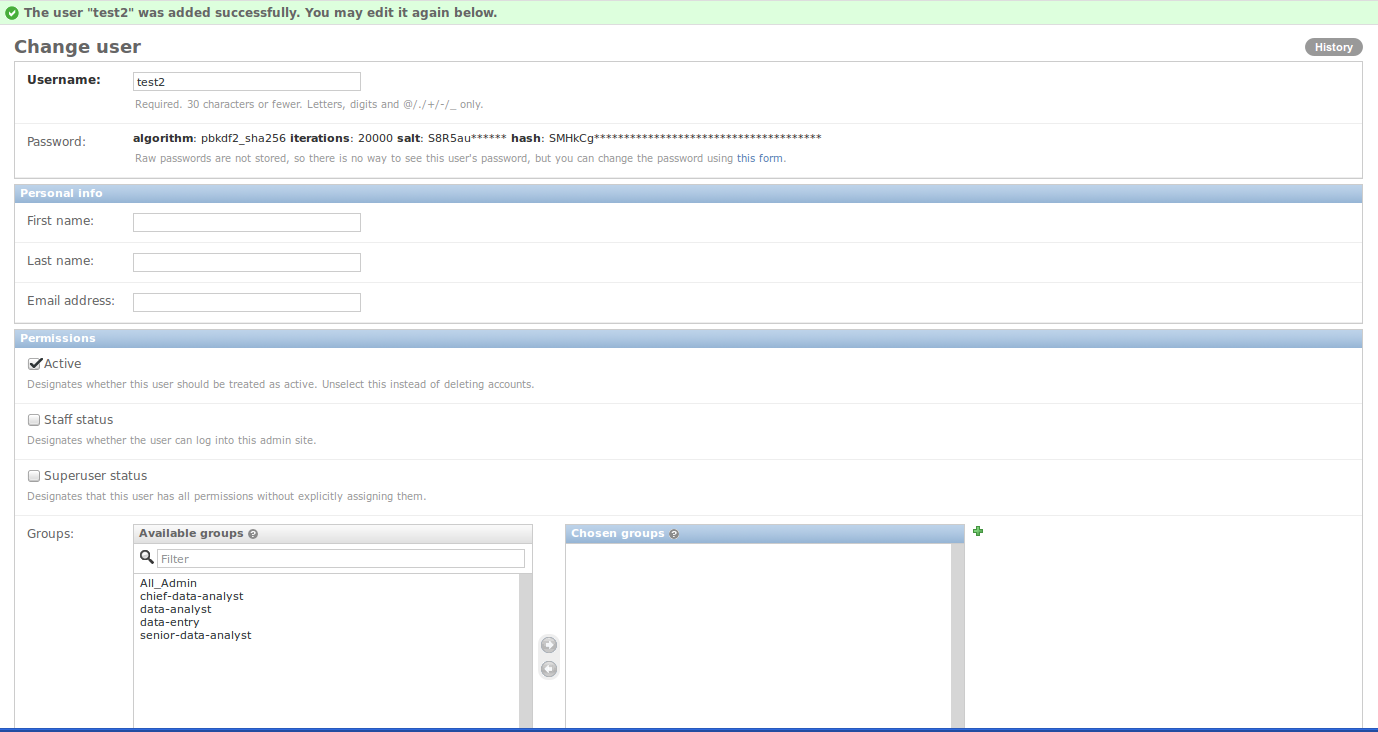 The user "test2" was added successfully. You may edit it again below.
Change user
History
Username:
test2
Required. 30 characters or fewer. Letters, digits and @/./+/-/_ only.
Password:
algorithm: pbkdf2_sha256 iterations: 20000 salt: S8R5au****** hash: SMHkCg**************************************
Raw passwords are not stored, so there is no way to see this user's password, but you can change the password using this form.
Personal info
First name:
Last name:
Email address:
Permissions
Active
Designates whether this user should be treated as active. Unselect this instead of deleting accounts.
Staff status
Designates whether the user can log into this admin site.
Superuser status
Designates that this user has all permissions without explicitly assigning them.
Groups:
Available groups ?
Chosen groups ?
Filter
All_Admin
chief-data-analyst
data-analyst
data-entry
senior-data-analyst